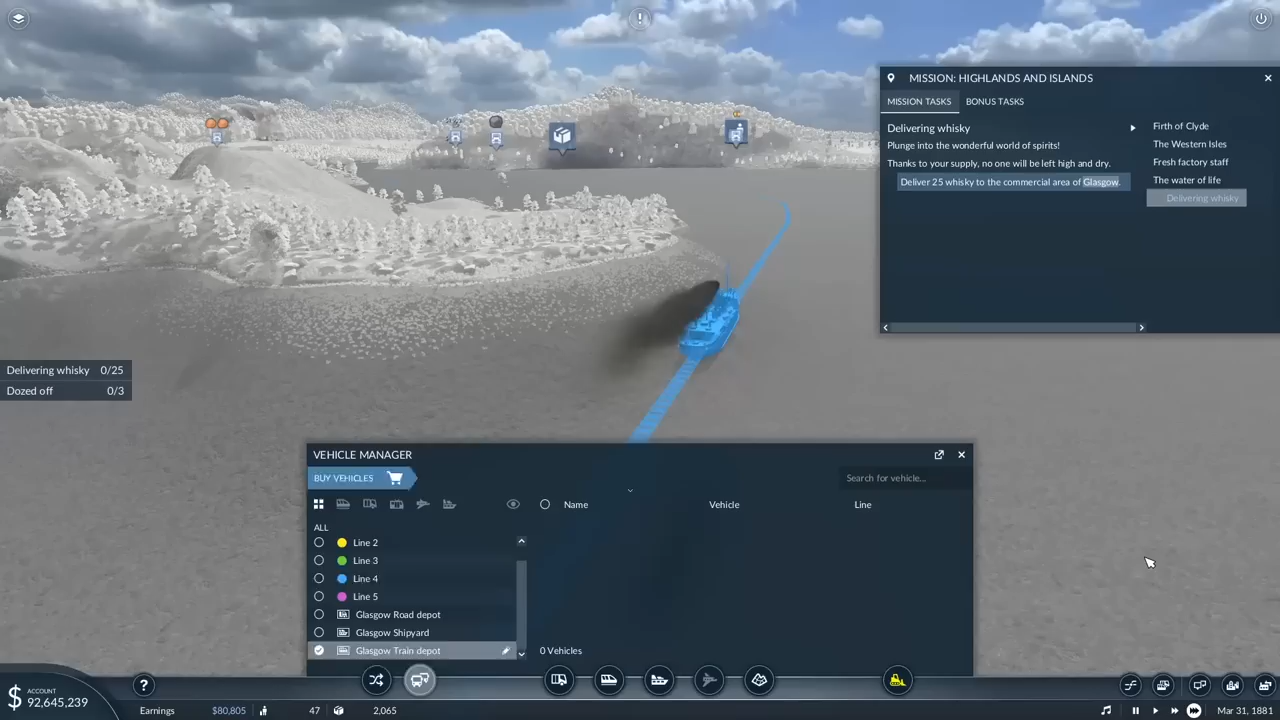 MISSION: HIGHLANDS AND ISLANDS
MISSION TASKS
BONUS TASKS
Delivering whisky
Plunge into the wonderful world of spirits!
Thanks to your supply, no one will be left high and dry.
Deliver 25 whisky to the commercial area of Glasgow.
Firth of Clyde
The Western Isles
Fresh factory staff
The water of life
Delivering whisky
Delivering whisky 0/25
Dozed off 0/3
VEHICLE MANAGER
BUY VEHICLES
Search for vehicle...
Name Vehicle Line
ALL
Line 2
Line 3
Line 4
Line 5
Glasgow Road depot
Glasgow Shipyard
Glasgow Train depot
0 Vehicles
$ ACCOUNT
92,645,239
?
Earnings $80,805 47 2,065
Mar 31, 1881